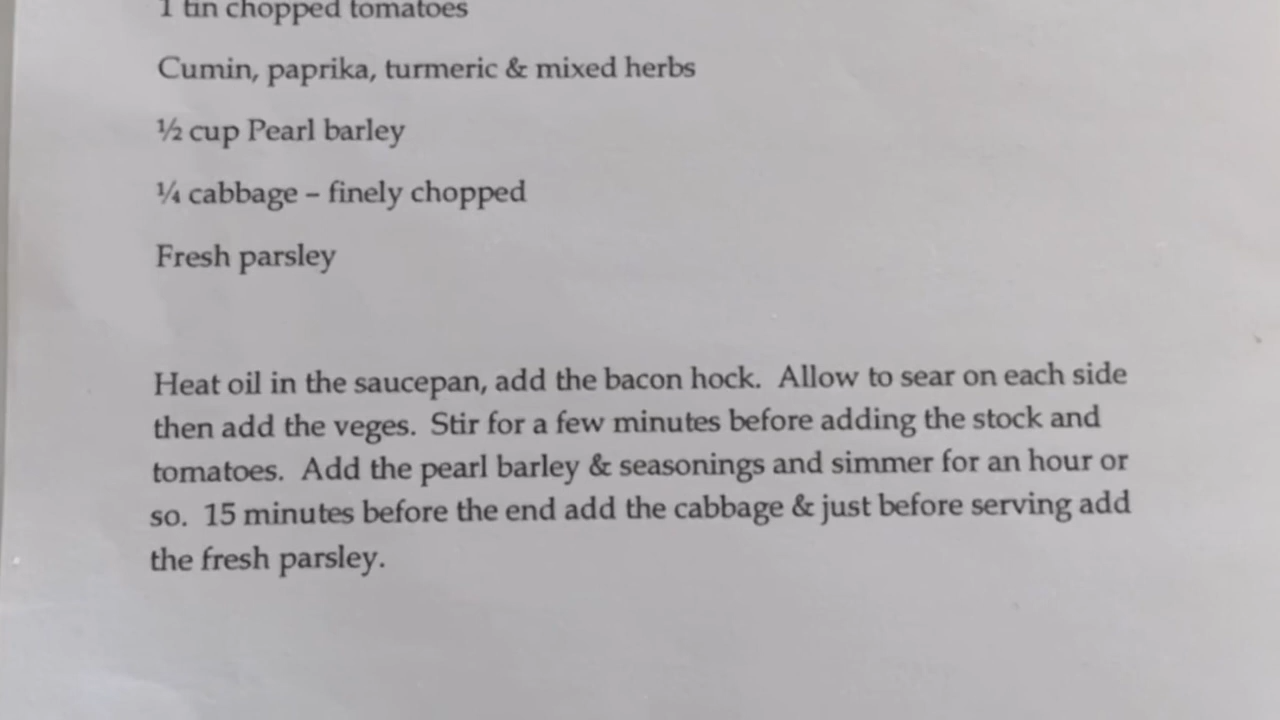 1 tin chopped tomatoes
Cumin, paprika, turmeric & mixed herbs
½ cup Pearl barley
¼ cabbage – finely chopped
Fresh parsley
Heat oil in the saucepan, add the bacon hock.  Allow to sear on each side
then add the veges.  Stir for a few minutes before adding the stock and
tomatoes.  Add the pearl barley & seasonings and simmer for an hour or
so.  15 minutes before the end add the cabbage & just before serving add
the fresh parsley.